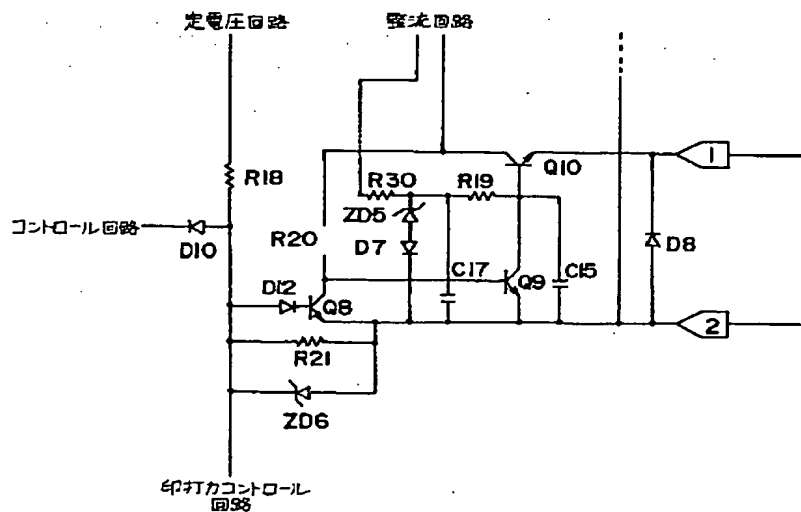 定電圧回路
整流回路
R18
Q10
1
R30
R19
ZD5
コントロール回路
D10
R20
D7
D8
C17
Q9
C15
D12
Q8
2
R21
ZD6
印打力コントロール
回路